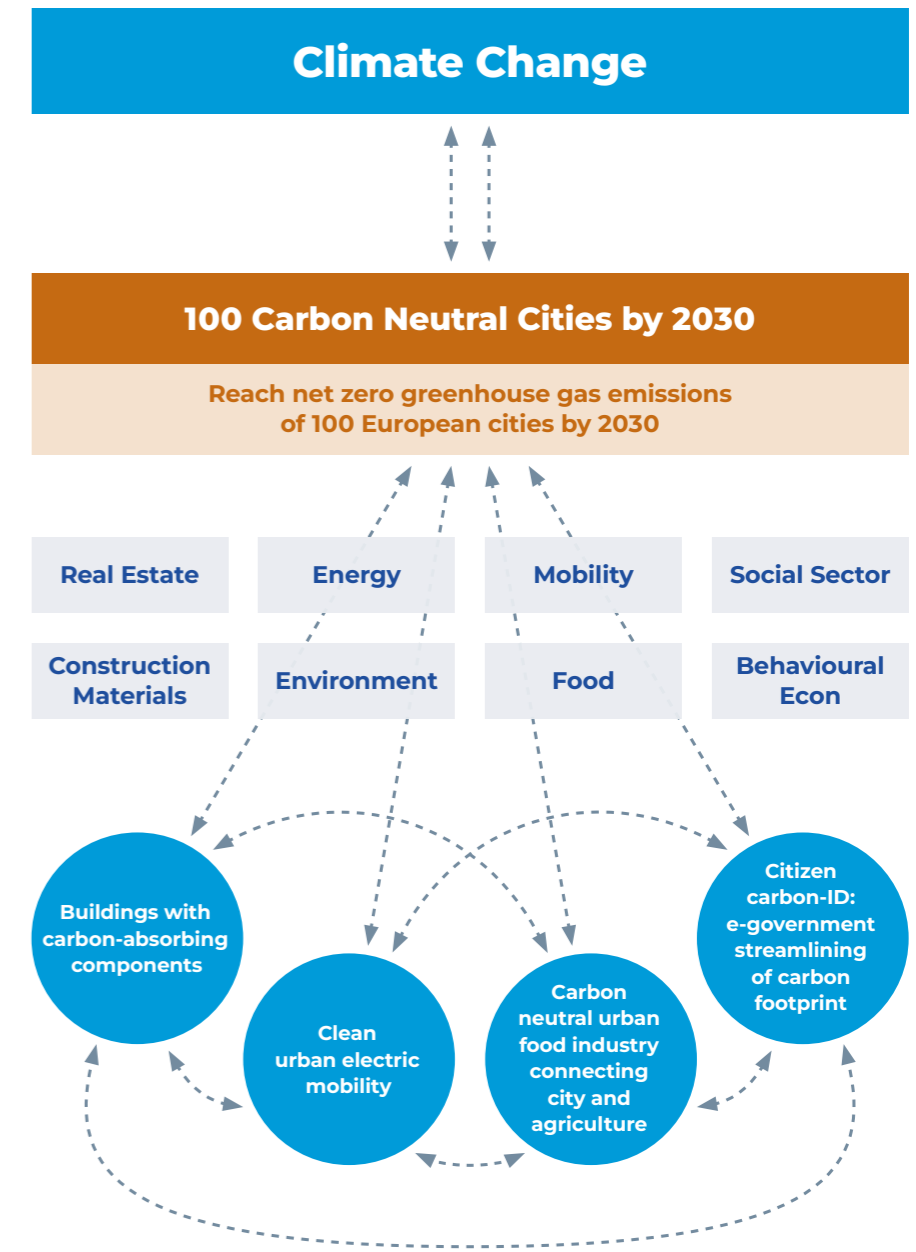 Climate Change
100 Carbon Neutral Cities by 2030
Reach net zero greenhouse gas emissions
of 100 European cities by 2030
Real Estate
Energy
Mobility
Social Sector
Construction
Materials
Environment
Food
Behavioural
Econ
Buildings with
carbon-absorbing
components
Clean
urban electric
mobility
Carbon
neutral urban
food industry
connecting
city and
agriculture
Citizen
carbon-ID:
e-government
streamlining
of carbon
footprint